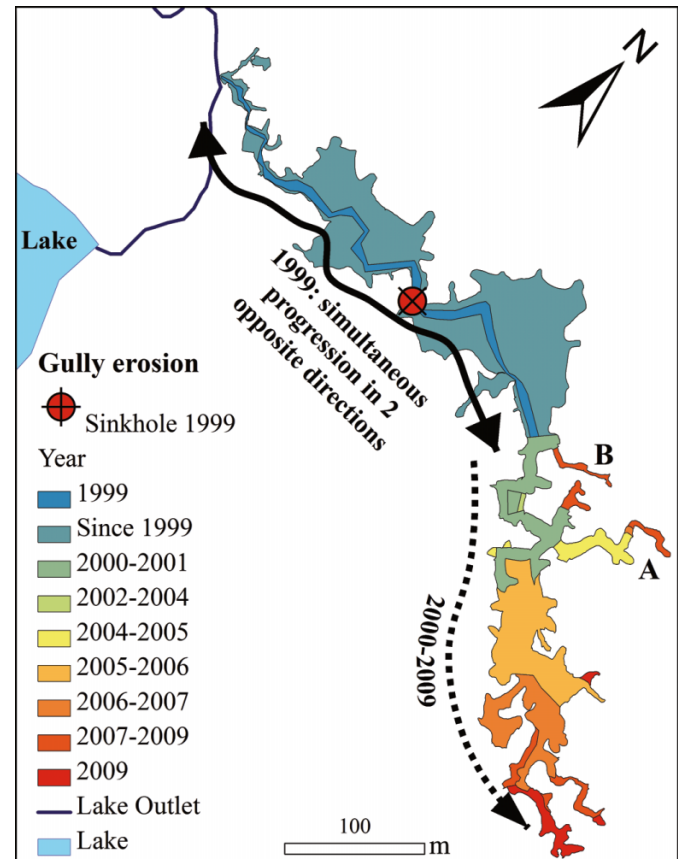 N
Lake
1999: simultaneous
progression in 2
opposite directions
Gully erosion
Sinkhole 1999
Year
1999
Since 1999
2000-2001
2002-2004
2004-2005
2005-2006
2006-2007
2007-2009
2009
Lake Outlet
Lake
B
A
2000-2009
100
m